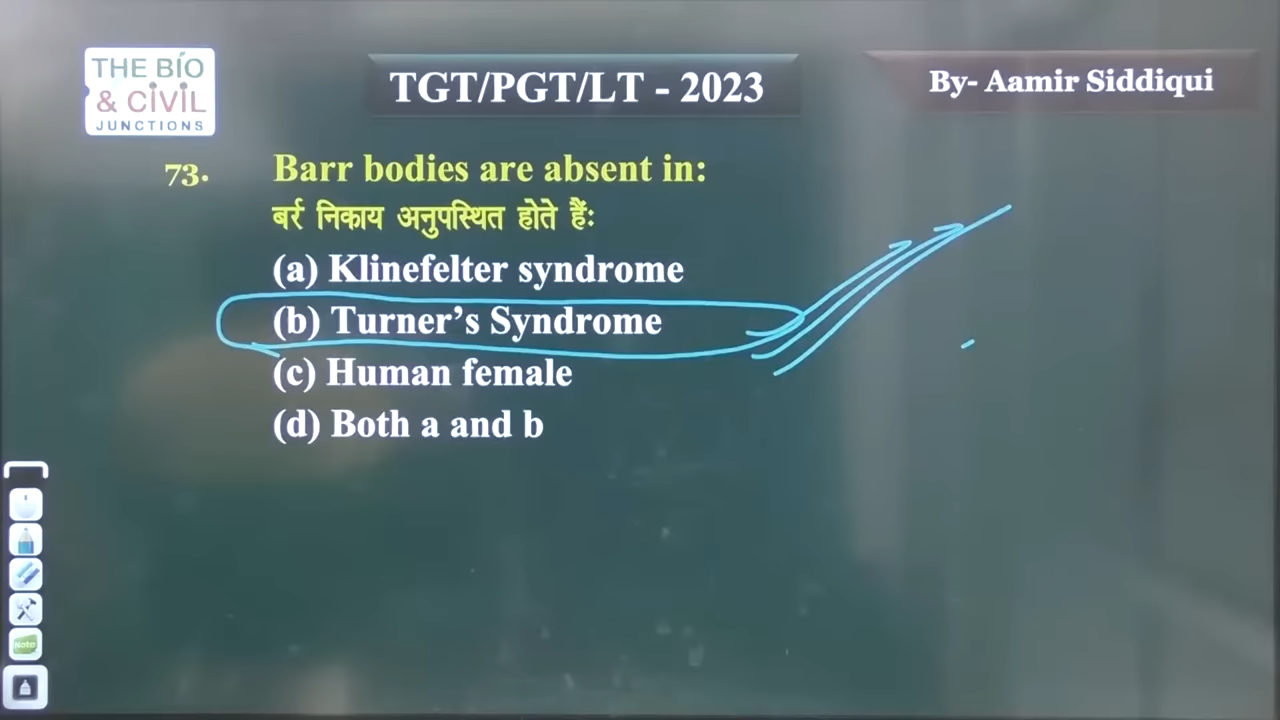 THE BIO
& CIVIL
JUNCTIONS
TGT/PGT/LT - 2023
By- Aamir Siddiqui
73. Barr bodies are absent in:
बर्र निकाय अनुपस्थित होते हैंः
(a) Klinefelter syndrome
(b) Turner’s Syndrome
(c) Human female
(d) Both a and b
Note